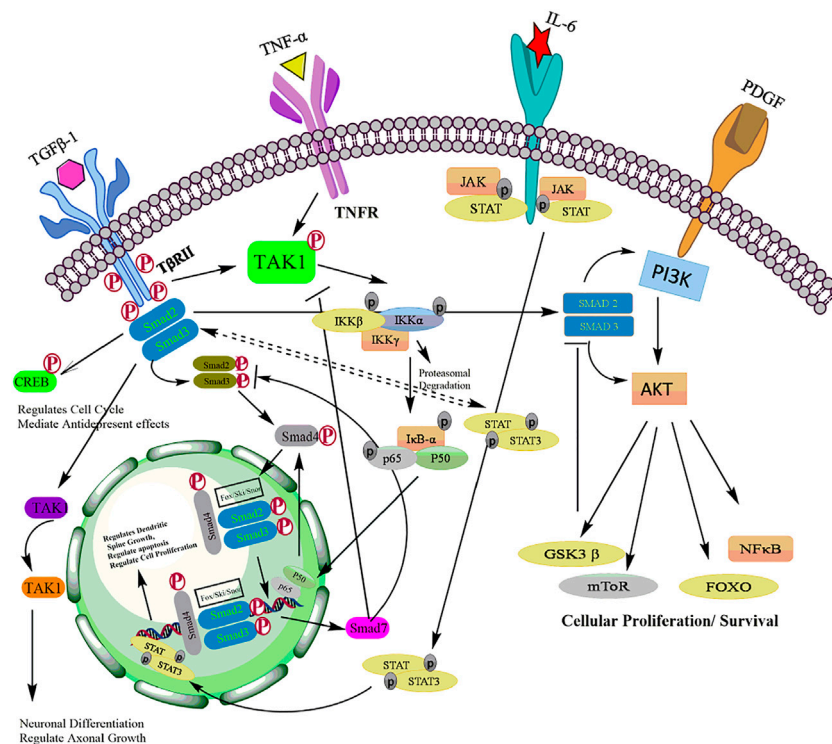 TNF-α
IL-6
PDGF
TGFβ-1
TNFR
JAK
p
JAK
p
STAT
STAT
TβRII
P
P
P
P
P
TAK1
PI3K
Smad2
Smad3
p
p
IKKβ
IKKα
IKKγ
SMAD 2
SMAD 3
Proteasomal
Degradation
P
CREB
Smad2
P
Smad3
P
AKT
Regulates Cell Cycle
Mediate Antidepresent effects
Smad4
P
IκB-α
p
p
p65
P50
STAT
p
p
STAT3
TAK
TAK1
P
Fox/Ski/Snon
Smad4
Smad2
P
Smad3
P
Regulates Dendritic
Spine Growth,
Regulate apoptosis
Regulate Cell Proliferation
P50
p65
P
Fox/Ski/Snon
Smad4
Smad2
P
Smad3
P
Smad7
STAT
p
p
STAT3
STAT
p
p
STAT3
GSK3 β
mToR
FOXO
NFκB
Cellular Proliferation/ Survival
Neuronal Differentiation
Regulate Axonal Growth